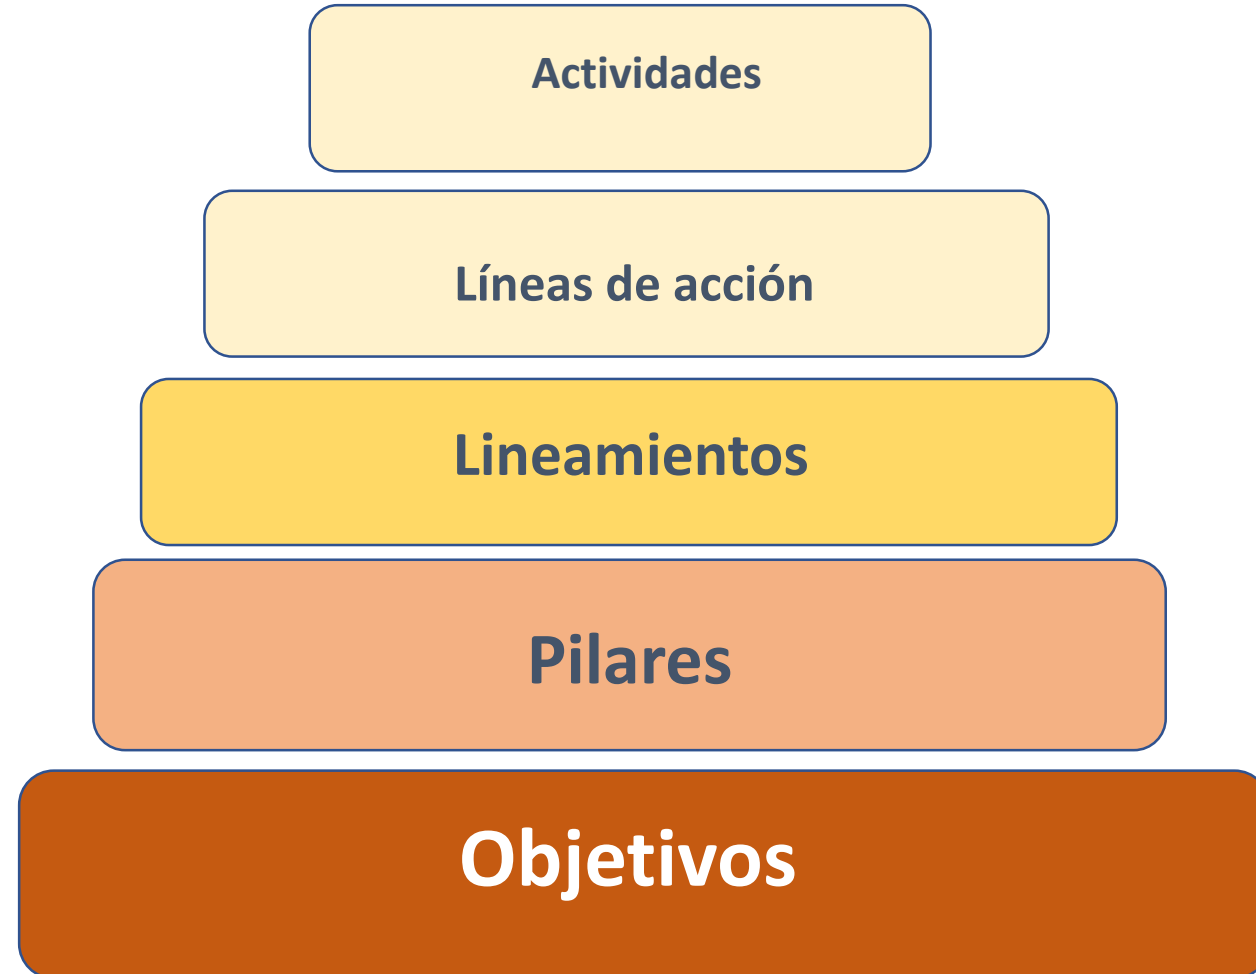 Actividades
Líneas de acción
Lineamientos
Pilares
Objetivos